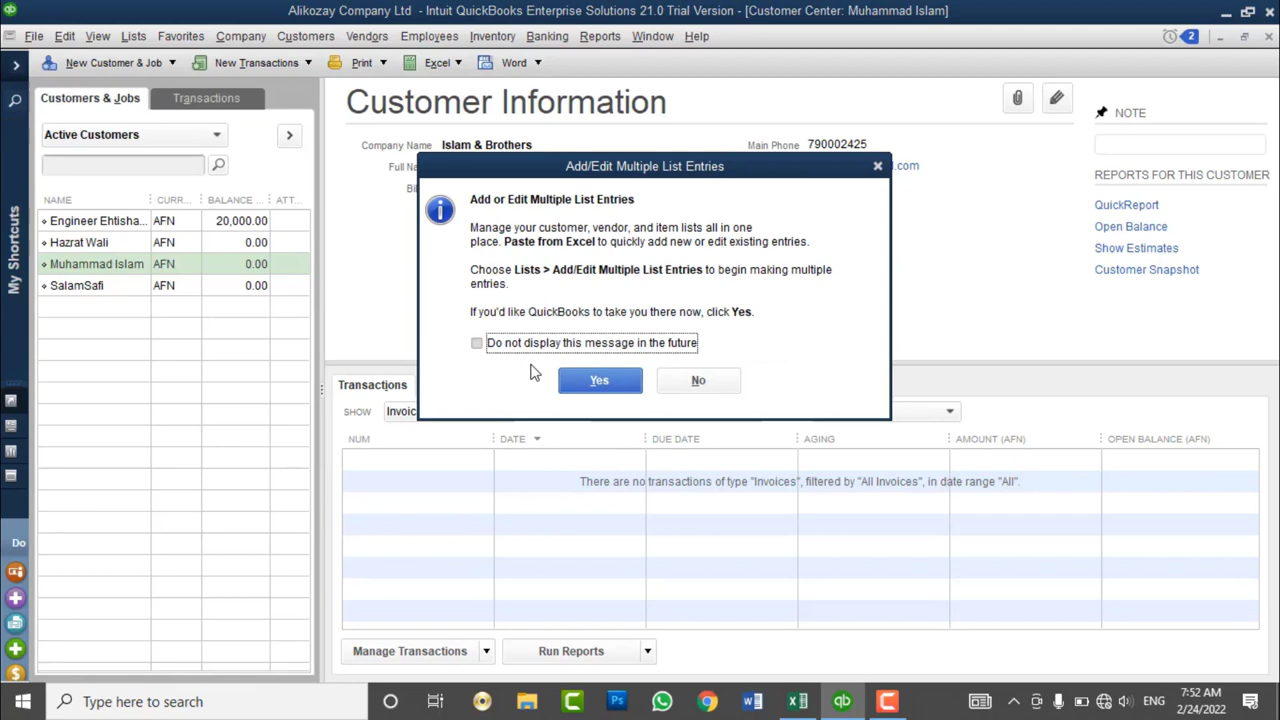 Alikozay Company Ltd - Intuit QuickBooks Enterprise Solutions 21.0 Trial Version - [Customer Center: Muhammad Islam]
File Edit View Lists Favorites Company Customers Vendors Employees Inventory Banking Reports Window Help 2
New Customer & Job New Transactions Print Excel Word
Customers & Jobs Transactions
Active Customers
NAME CURR... BALANCE ... ATT...
Engineer Ehtisha... AFN 20,000.00
Hazrat Wali AFN 0.00
Muhammad Islam AFN 0.00
SalamSafi AFN 0.00
My Shortcuts
Do
Customer Information
Company Name Islam & Brothers Main Phone 790002425
Full Na
.com
Bil
NOTE
REPORTS FOR THIS CUSTOMER
QuickReport
Open Balance
Show Estimates
Customer Snapshot
Add/Edit Multiple List Entries
Add or Edit Multiple List Entries
Manage your customer, vendor, and item lists all in one
place. Paste from Excel to quickly add new or edit existing entries.
Choose Lists > Add/Edit Multiple List Entries to begin making multiple
entries.
If you'd like QuickBooks to take you there now, click Yes.
Do not display this message in the future
Yes No
Transactions
SHOW Invoic
NUM DATE DUE DATE AGING AMOUNT (AFN) OPEN BALANCE (AFN)
There are no transactions of type "Invoices", filtered by "All Invoices", in date range "All".
Manage Transactions Run Reports
Type here to search
ENG
7:52 AM
2/24/2022